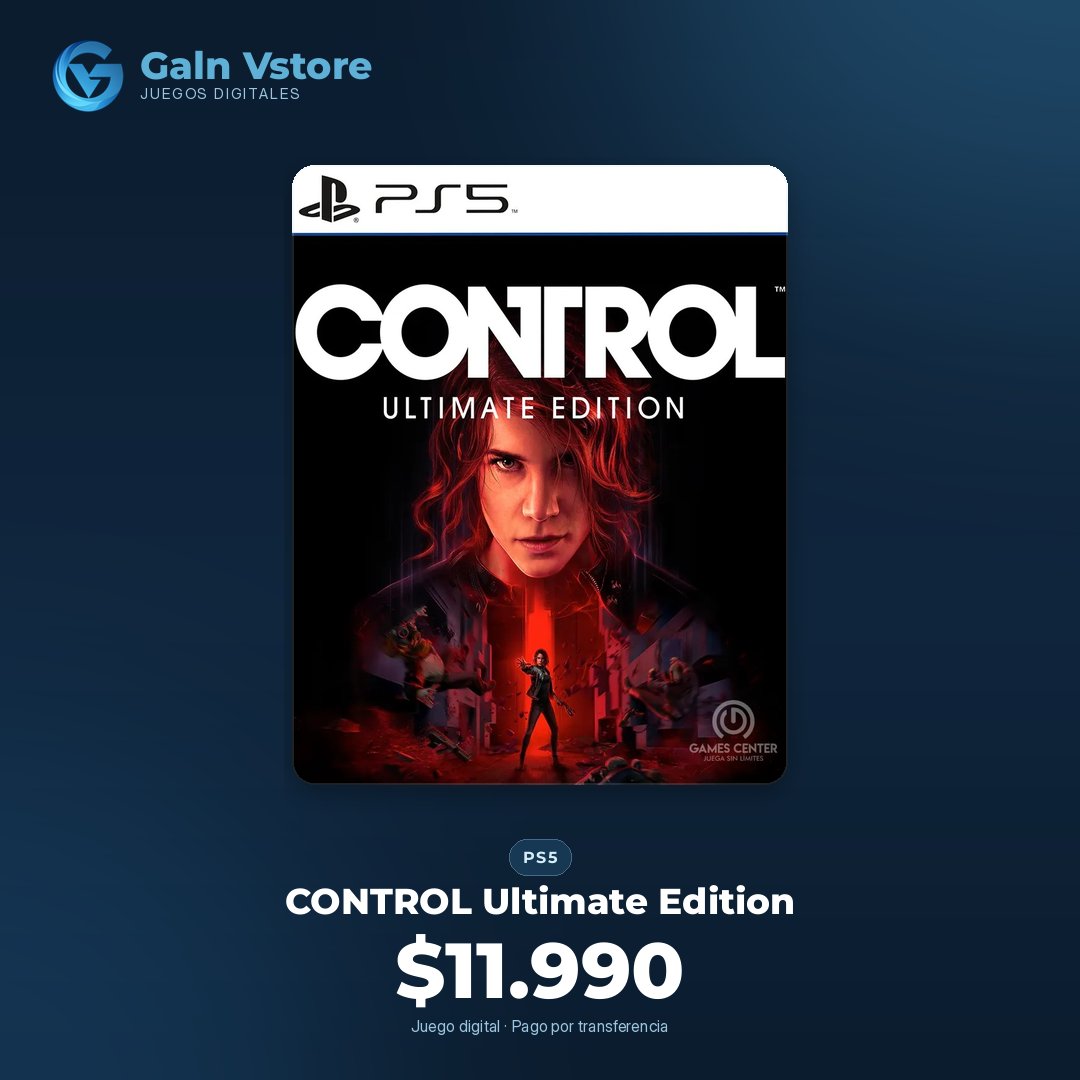 Galn Vstore
JUEGOS DIGITALES
PS5
CONTROL™
ULTIMATE EDITION
GAMES CENTER
JUEGA SIN LIMITES
PS5
CONTROL Ultimate Edition
$11.990
Juego digital · Pago por transferencia